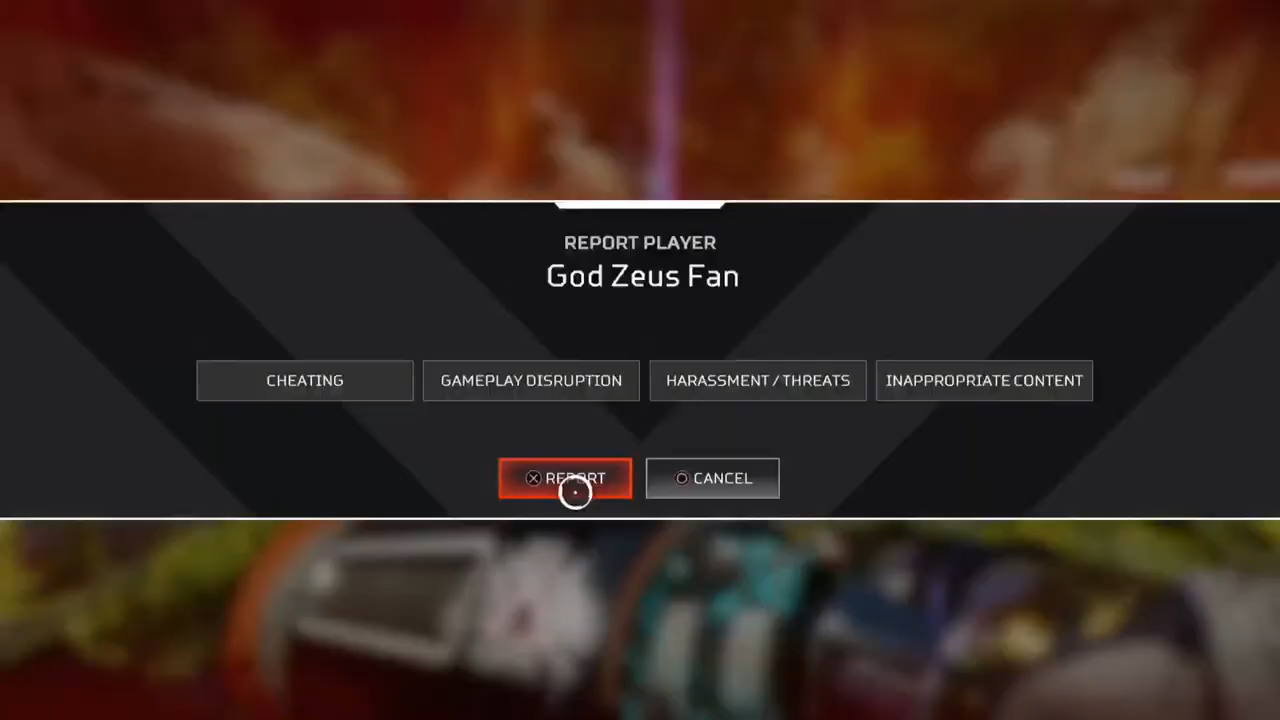 REPORT PLAYER
God Zeus Fan
CHEATING
GAMEPLAY DISRUPTION
HARASSMENT / THREATS
INAPPROPRIATE CONTENT
REPORT
CANCEL